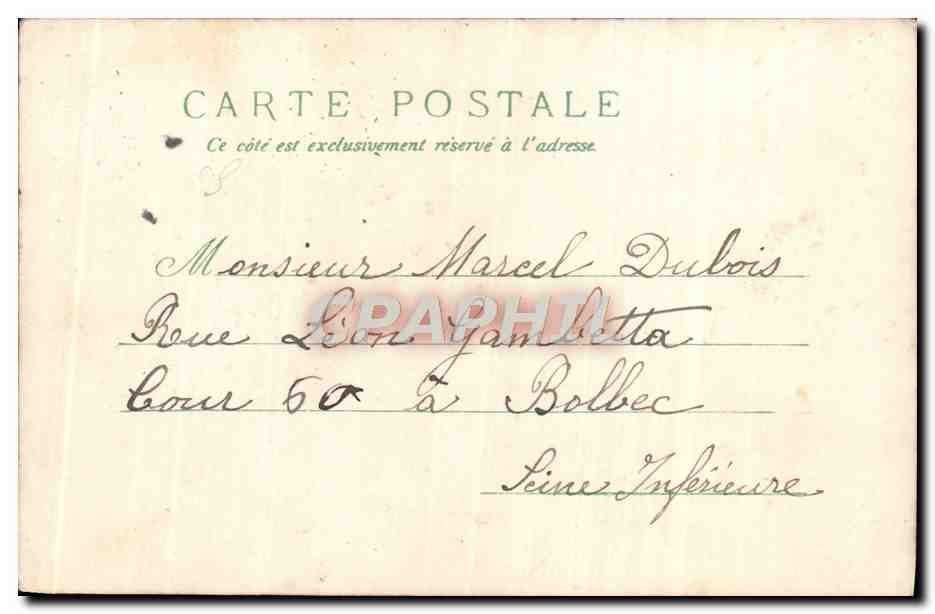 CARTE POSTALE
Ce côté est exclusivement réservé à l'adresse
Monsieur Marcel Dubois
CPAPHTI
Rue Léon Gambetta
Cour 60 à Bolbec
Seine Inférieure